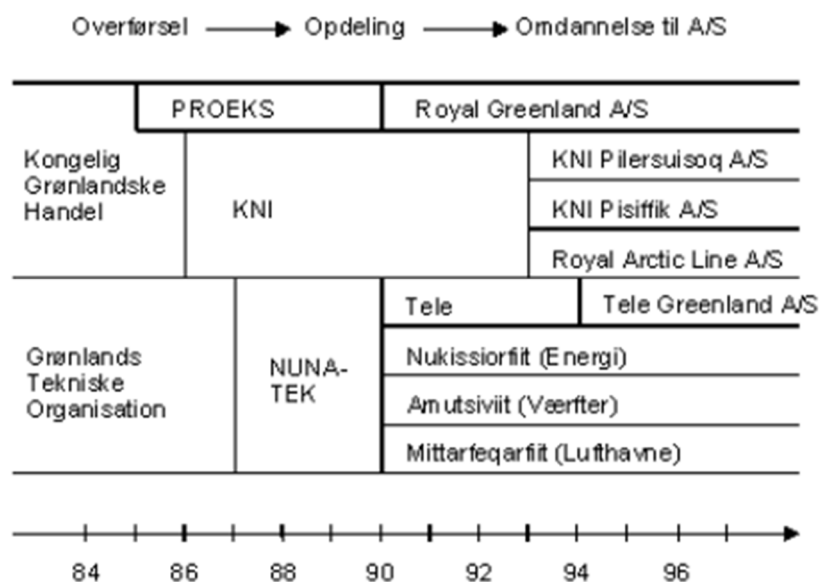 Overførsel Opdeling Omdannelse til A/S
PROEKS Royal Greenland A/S
Kongelig
Grønlandske
Handel
KNI
KNI Pilersuisoq A/S
KNI Pisiffik A/S
Royal Arctic Line A/S
Tele Tele Greenland A/S
Grønlands
Tekniske
Organisation
NUNA-
TEK
Nukissiorfiit (Energi)
Amutsiviit (Værfter)
Mittarfeqarfiit (Lufthavne)
84 86 88 90 92 94 96